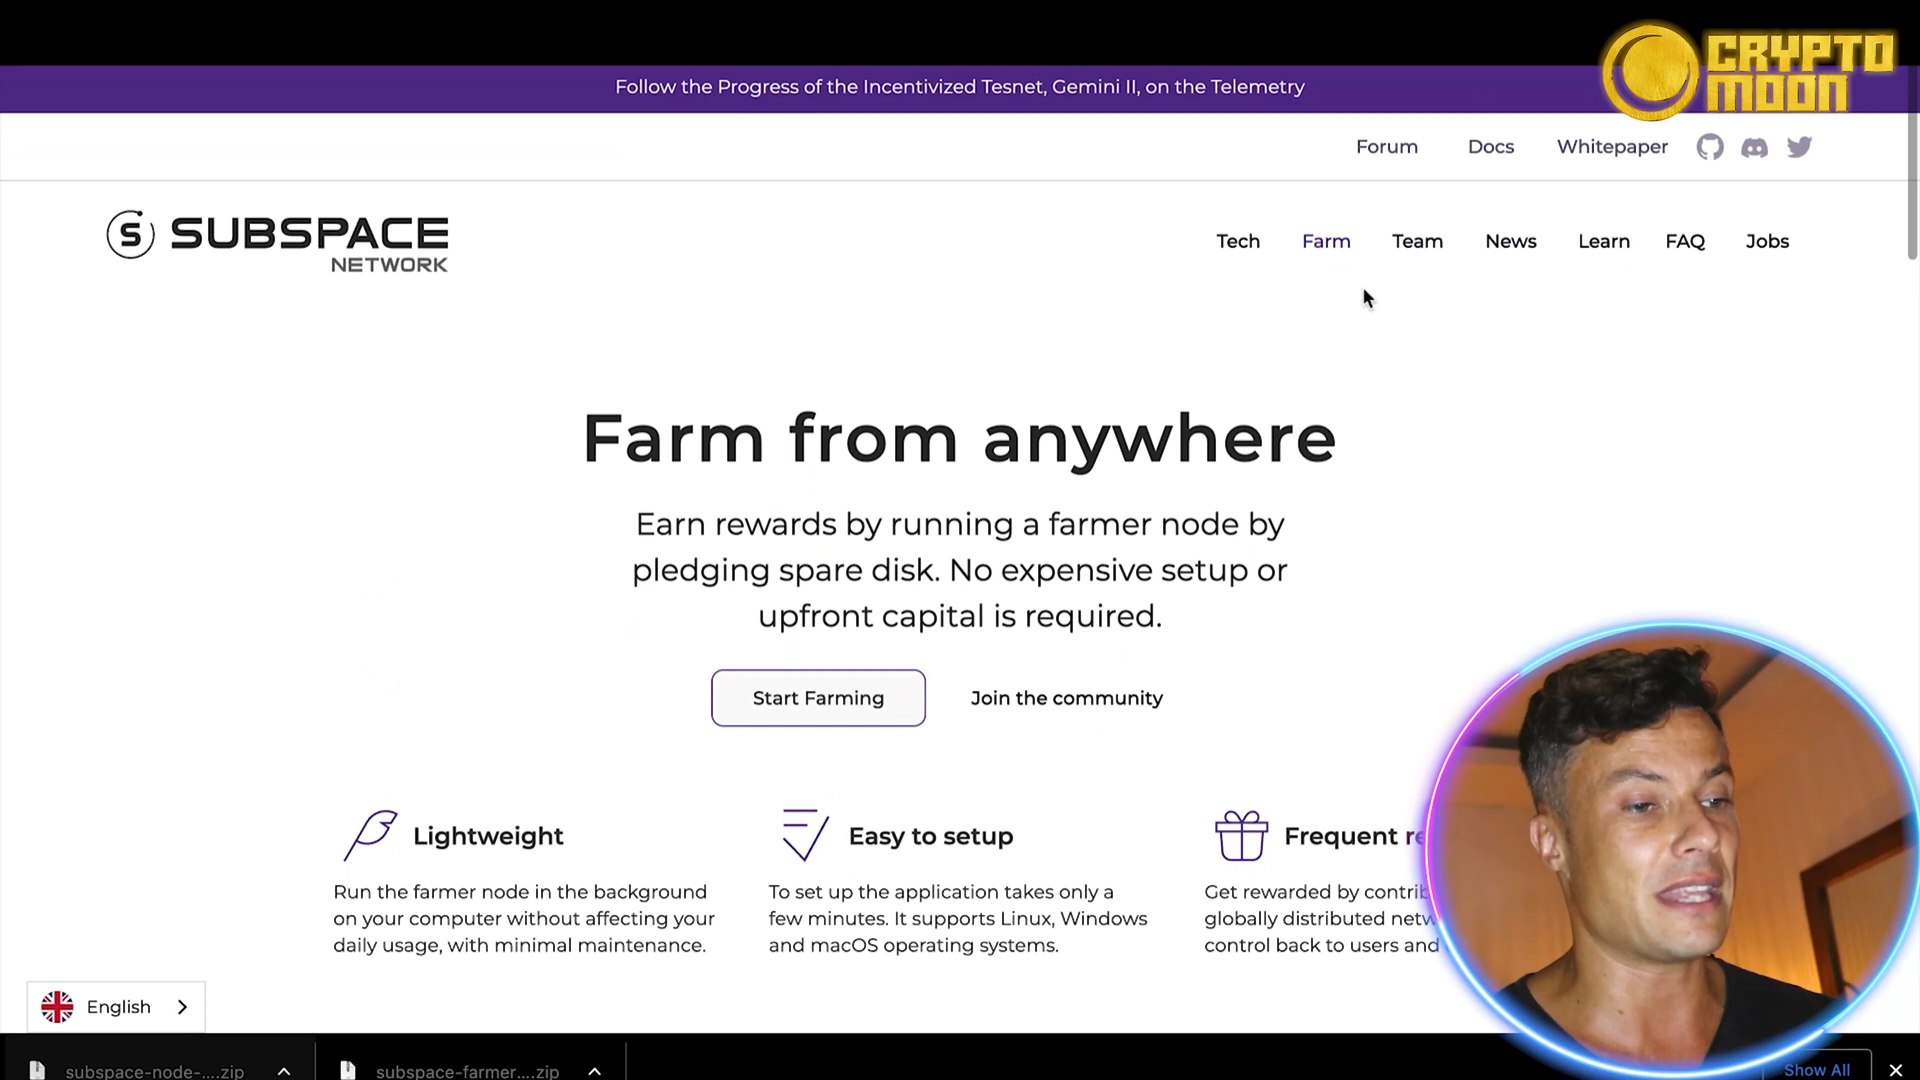 CRYPTO
MOON
Follow the Progress of the Incentivized Tesnet, Gemini II, on the Telemetry
Forum Docs Whitepaper
S SUBSPACE
NETWORK
Tech Farm Team News Learn FAQ Jobs
Farm from anywhere
Earn rewards by running a farmer node by
pledging spare disk. No expensive setup or
upfront capital is required.
Start Farming Join the community
Lightweight
Run the farmer node in the background
on your computer without affecting your
daily usage, with minimal maintenance.
Easy to setup
To set up the application takes only a
few minutes. It supports Linux, Windows
and macOS operating systems.
Frequent
Get rewarded by
globally distributed
control back to users and
English
subspace-node-....zip subspace-farmer....zip Show All